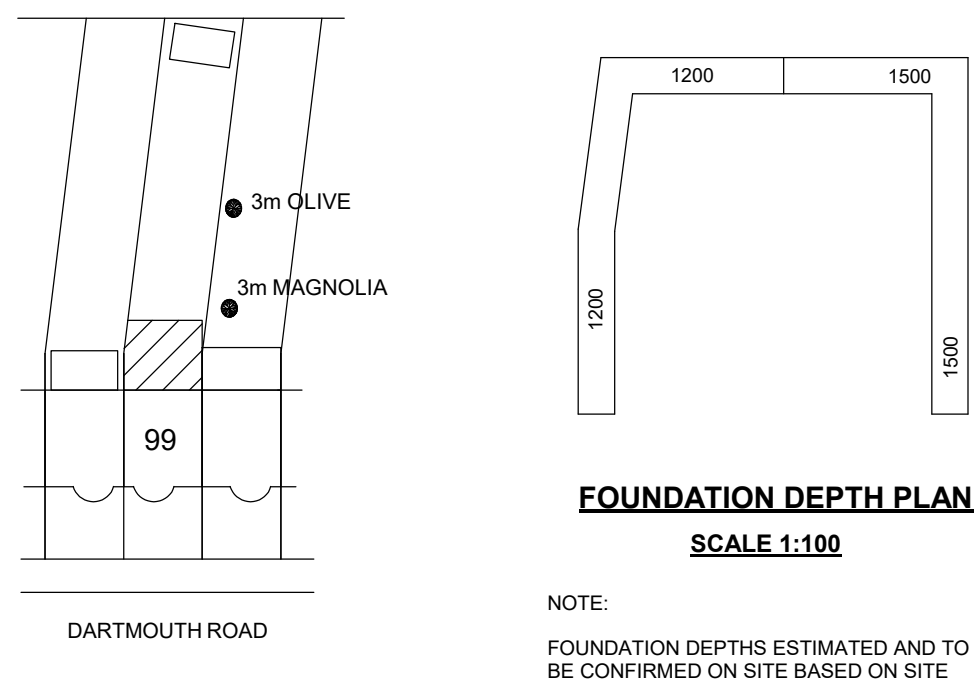 3m OLIVE
3m MAGNOLIA
99
DARTMOUTH ROAD
1200
1500
1200
1500
FOUNDATION DEPTH PLAN
SCALE 1:100
NOTE:
FOUNDATION DEPTHS ESTIMATED AND TO
BE CONFIRMED ON SITE BASED ON SITE